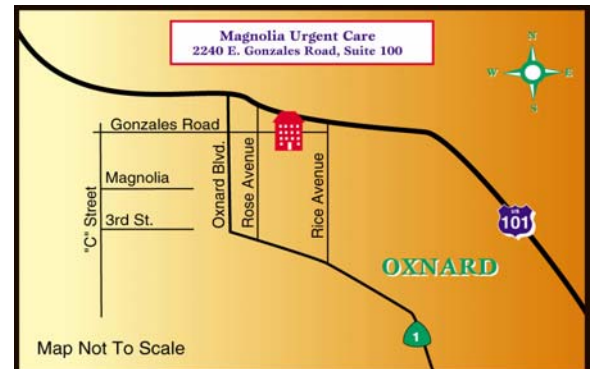 Magnolia Urgent Care
2240 E. Gonzales Road, Suite 100
N
W E
S
Gonzales Road
Magnolia
3rd St.
"C" Street
Oxnard Blvd.
Rose Avenue
Rice Avenue
US
101
OXNARD
1
Map Not To Scale